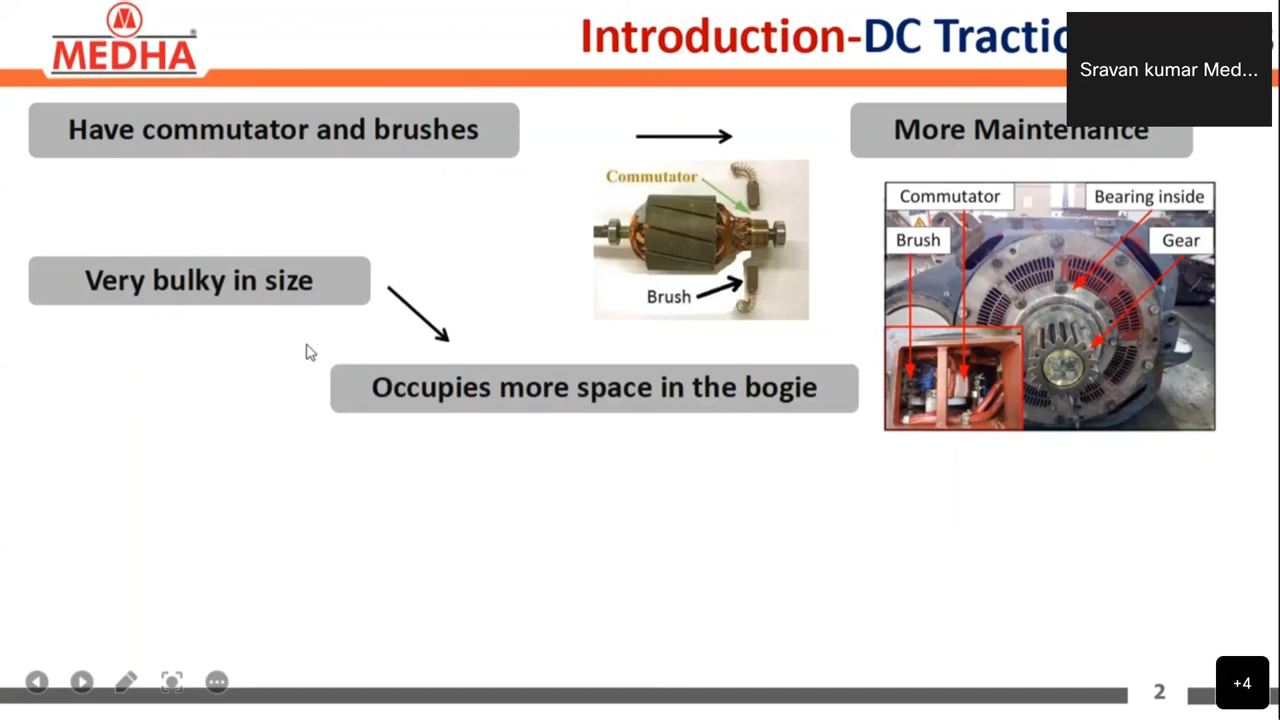 MEDHA
Introduction-DC Tractio
Sravan kumar Med...
Have commutator and brushes
More Maintenance
Commutator
Brush
Commutator
Bearing inside
Brush
Gear
Very bulky in size
Occupies more space in the bogie
2
+4